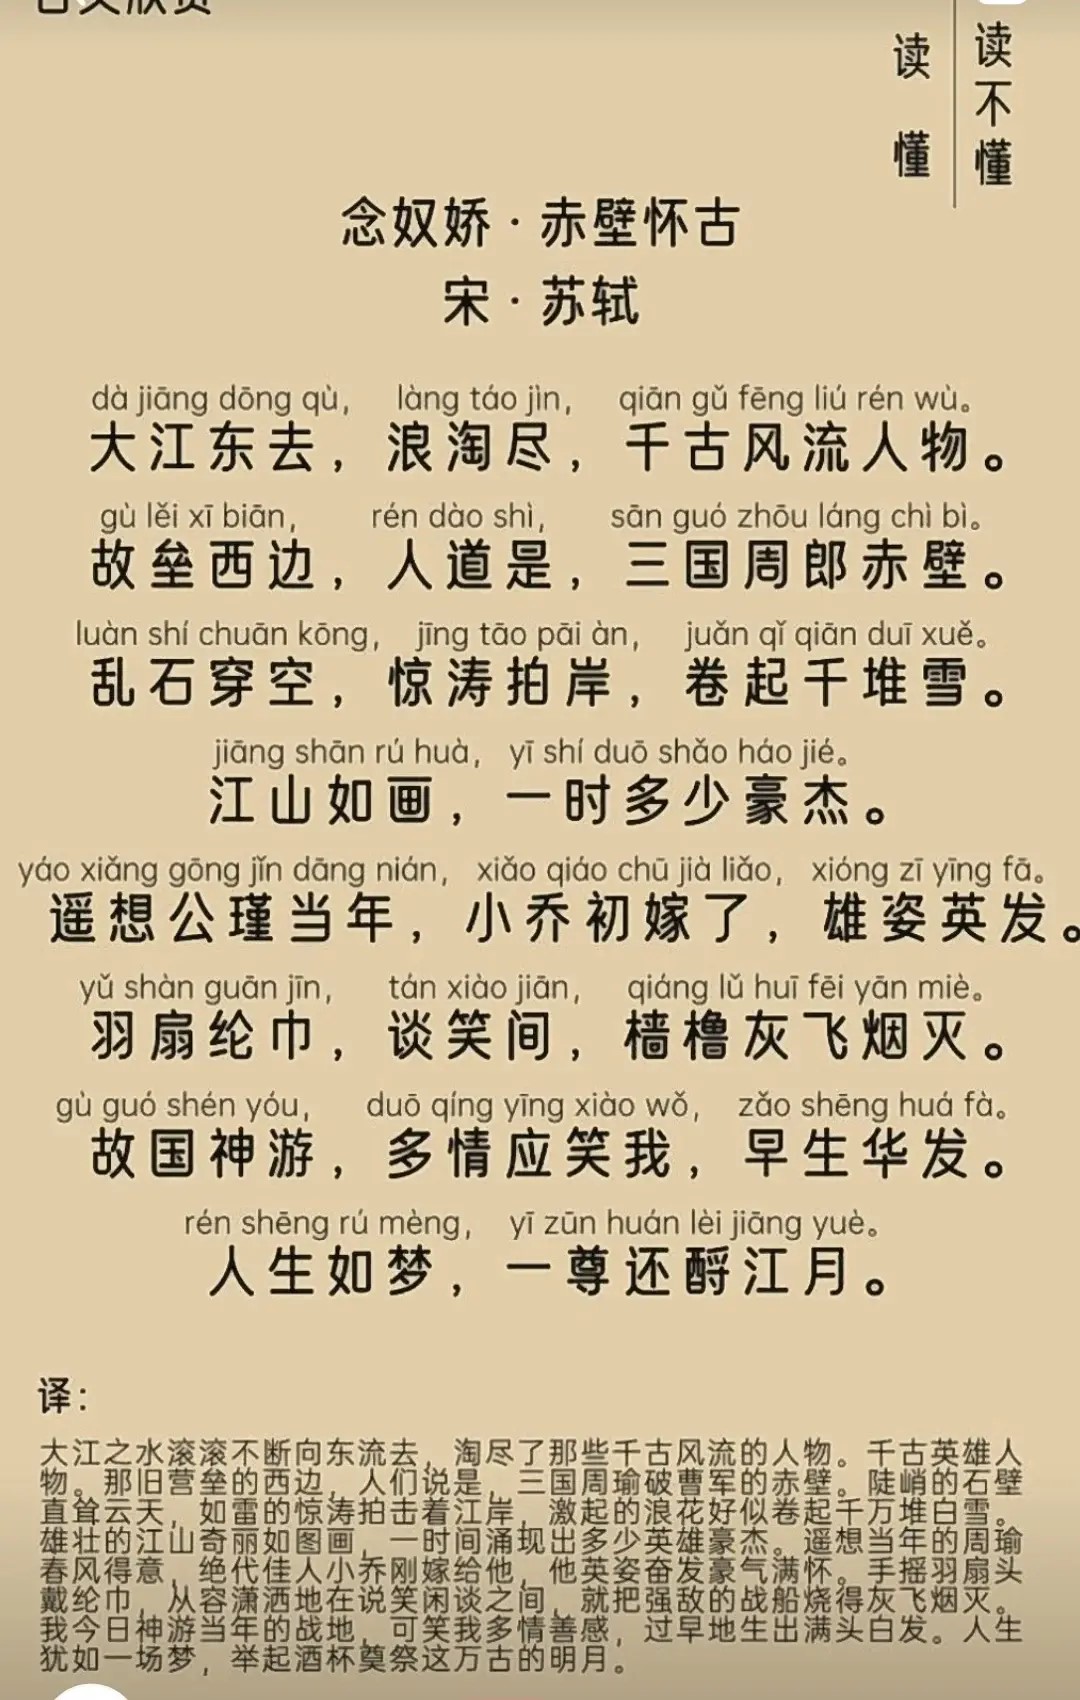 读不懂
读懂
念奴娇·赤壁怀古
宋·苏轼
dà jiāng dōng qù, làng táo jìn, qiān gǔ fēng liú rén wù。
大江东去，浪淘尽，千古风流人物。
gù lěi xī biān, rén dào shì, sān guó zhōu láng chì bì。
故垒西边，人道是，三国周郎赤壁。
luàn shí chuān kōng, jīng tāo pāi àn, juǎn qǐ qiān duī xuě。
乱石穿空，惊涛拍岸，卷起千堆雪。
jiāng shān rú huà, yī shí duō shǎo háo jié。
江山如画，一时多少豪杰。
yáo xiǎng gōng jǐn dāng nián, xiǎo qiáo chū jià liǎo, xióng zī yīng fā。
遥想公瑾当年，小乔初嫁了，雄姿英发。
yǔ shàn guān jīn, tán xiào jiān, qiáng lǔ huī fēi yān miè。
羽扇纶巾，谈笑间，樯橹灰飞烟灭。
gù guó shén yóu, duō qíng yīng xiào wǒ, zǎo shēng huá fà。
故国神游，多情应笑我，早生华发。
rén shēng rú mèng, yī zūn huán lèi jiāng yuè。
人生如梦，一尊还酹江月。
译：
大江之水滚滚不断向东流去，淘尽了那些千古风流的人物。千古英雄人
物。那旧营垒的西边，人们说是，三国周瑜破曹军的赤壁。陡峭的石壁
直耸云天，如雷的惊涛拍击着江岸，激起的浪花好似卷起千万堆白雪。
雄壮的江山奇丽如图画，一时间涌现出多少英雄豪杰。遥想当年的周瑜
春风得意，绝代佳人小乔刚嫁给他，他英姿奋发豪气满怀。手摇羽扇头
戴纶巾，从容潇洒地在说笑闲谈之间，就把强敌的战船烧得灰飞烟灭。
我今日神游当年的战地，可笑我多情善感，过早地生出满头白发。人生
犹如一场梦，举起酒杯奠祭这万古的明月。